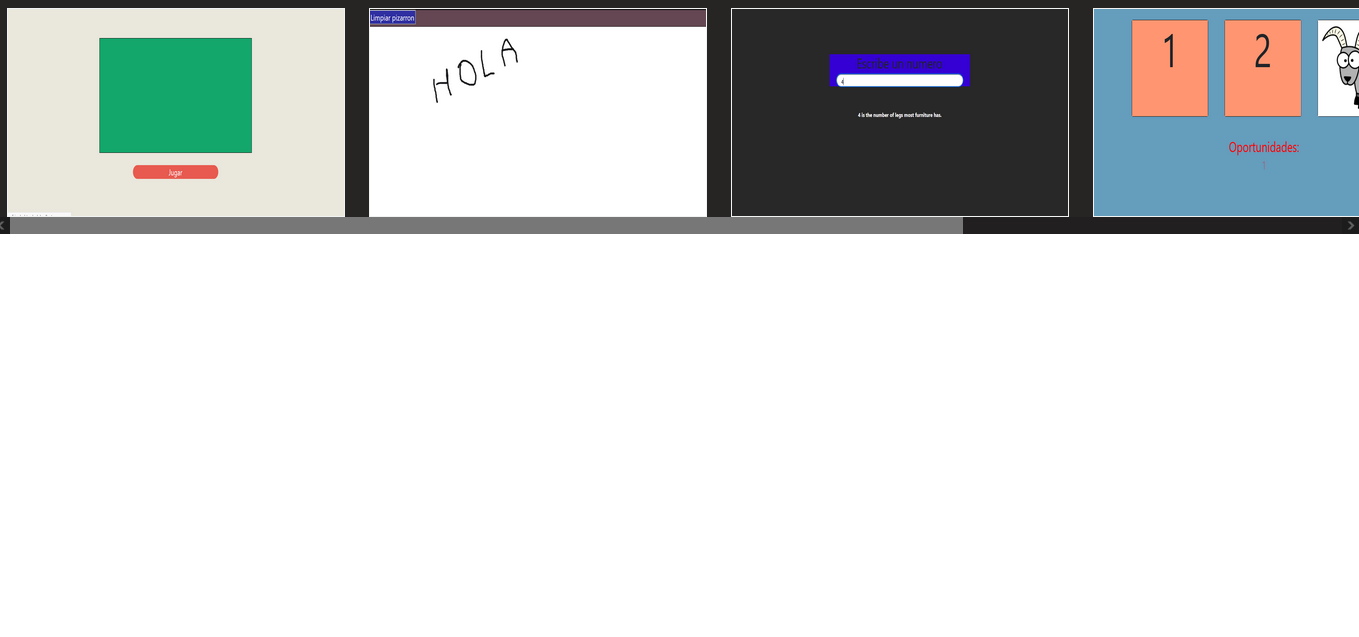 Jugar
Limpiar pizarron
HOLA
Escribe un numero
4
4 is the number of legs most furniture has.
1
2
Oportunidades:
1